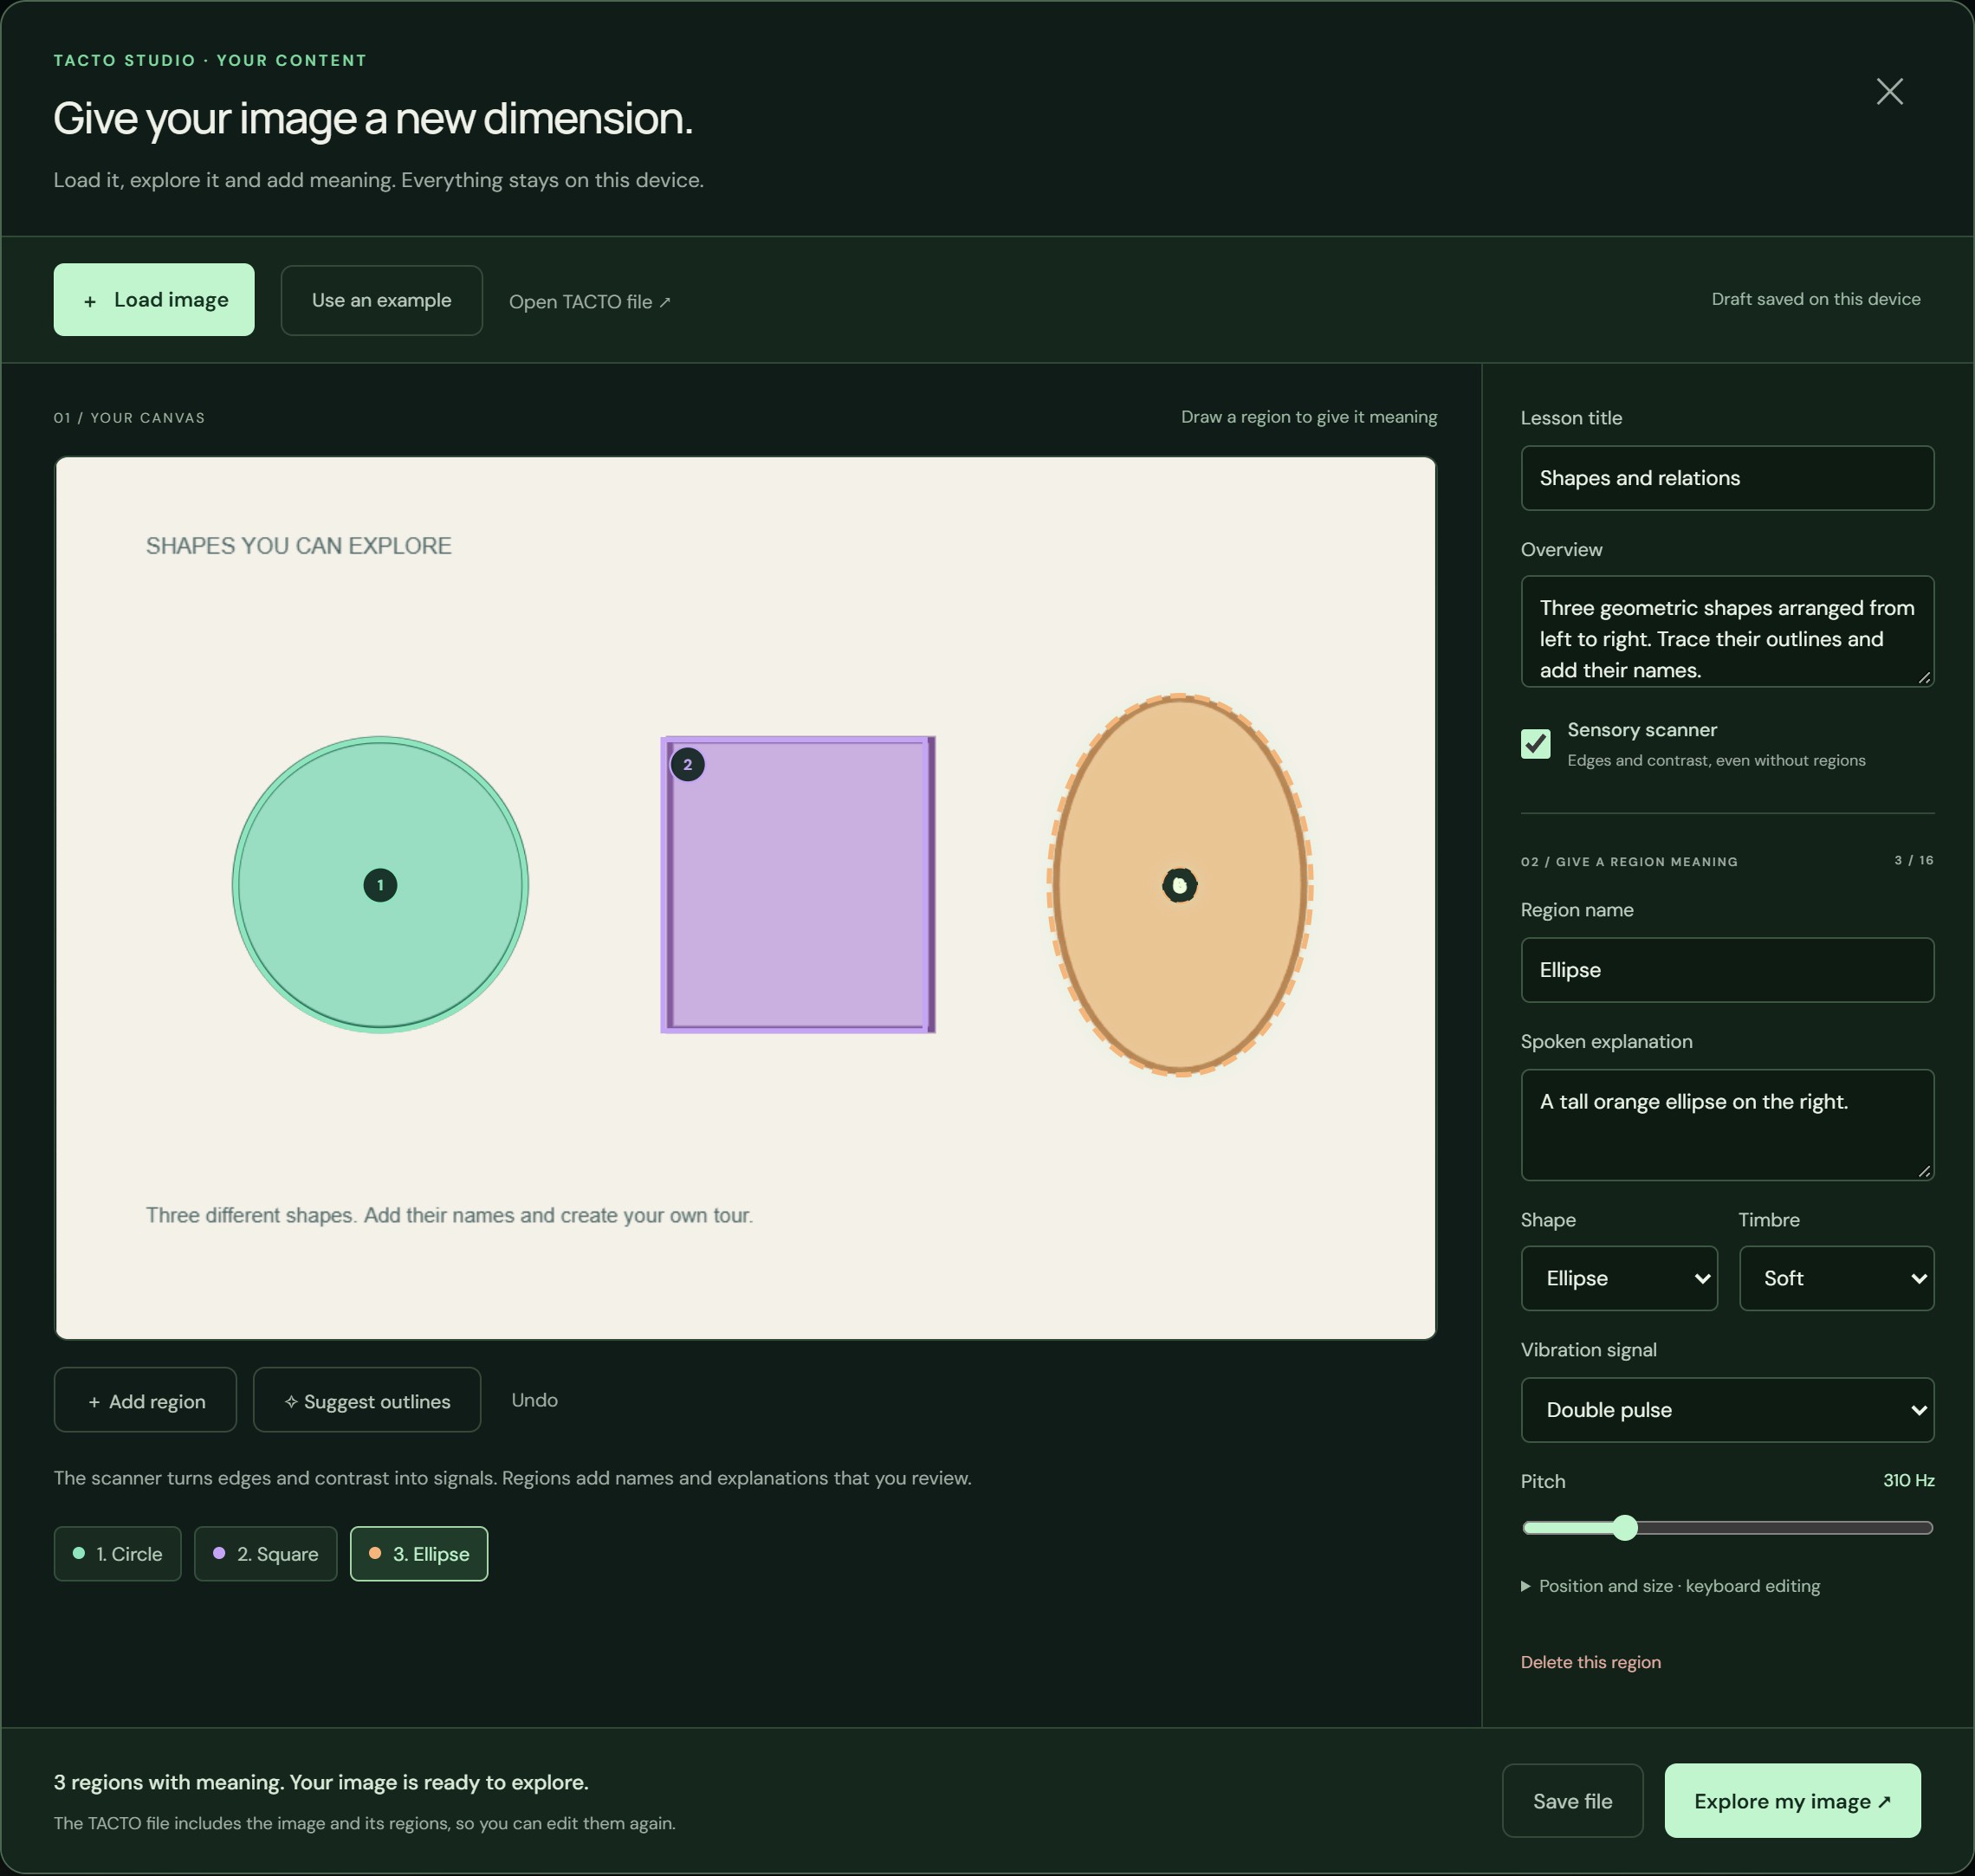 TACTO STUDIO · YOUR CONTENT
Give your image a new dimension.
Load it, explore it and add meaning. Everything stays on this device.
+ Load image
Use an example
Open TACTO file ↗
Draft saved on this device
01 / YOUR CANVAS
Draw a region to give it meaning
SHAPES YOU CAN EXPLORE
1
2
Three different shapes. Add their names and create your own tour.
+ Add region
✧ Suggest outlines
Undo
The scanner turns edges and contrast into signals. Regions add names and explanations that you review.
1. Circle
2. Square
3. Ellipse
Lesson title
Shapes and relations
Overview
Three geometric shapes arranged from
left to right. Trace their outlines and
add their names.
Sensory scanner
Edges and contrast, even without regions
02 / GIVE A REGION MEANING
3 / 16
Region name
Ellipse
Spoken explanation
A tall orange ellipse on the right.
Shape
Timbre
Ellipse
Soft
Vibration signal
Double pulse
Pitch
310 Hz
Position and size · keyboard editing
Delete this region
3 regions with meaning. Your image is ready to explore.
The TACTO file includes the image and its regions, so you can edit them again.
Save file
Explore my image ↗